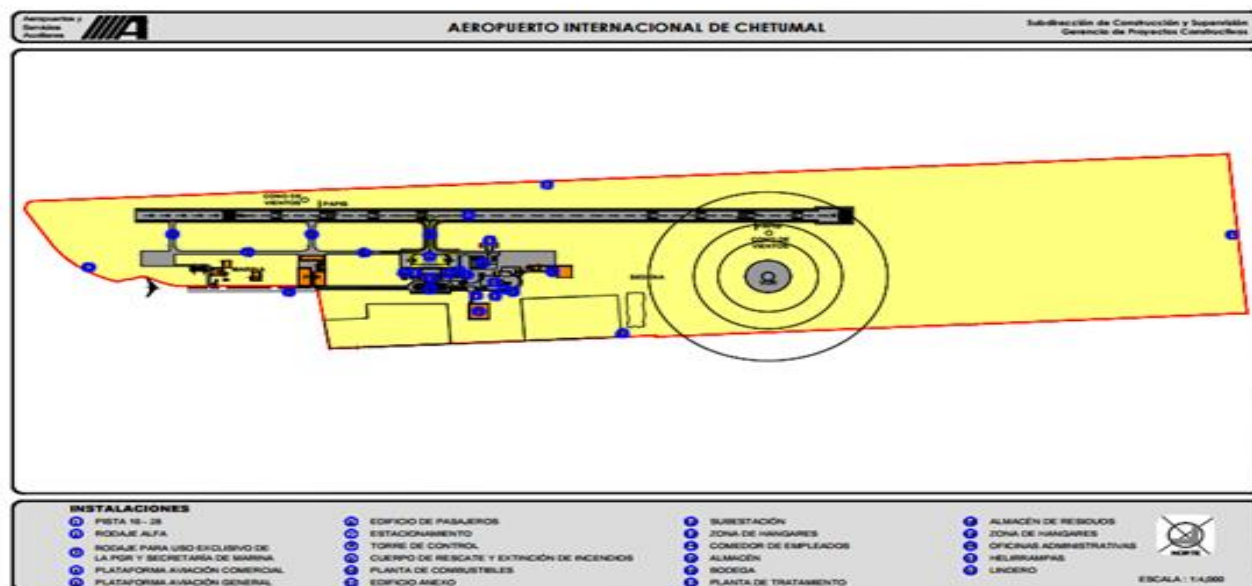 Aeropuertos y
Servicios
Auxiliares
AEROPUERTO INTERNACIONAL DE CHETUMAL
Subdirección de Construcción y Supervisión
Gerencia de Proyectos Constructivos
CONO DE
VIENTOS
PAPIS
CONO DE
VIENTOS
INSTALACIONES
PISTA 10 - 28
RODAJE ALFA
RODAJE PARA USO EXCLUSIVO DE
LA PGR Y SECRETARÍA DE MARINA
PLATAFORMA AVIACIÓN COMERCIAL
PLATAFORMA AVIACIÓN GENERAL
EDIFICIO DE PASAJEROS
ESTACIONAMIENTO
TORRE DE CONTROL
CUERPO DE RESCATE Y EXTINCIÓN DE INCENDIOS
PLANTA DE COMBUSTIBLES
EDIFICIO ANEXO
SUBESTACIÓN
ZONA DE HANGARES
COMEDOR DE EMPLEADOS
ALMACÉN
BODEGA
PLANTA DE TRATAMIENTO
ALMACÉN DE RESIDUOS
ZONA DE HANGARES
OFICINAS ADMINISTRATIVAS
HELIRRAMPAS
LINDERO
NORTE
ESCALA : 1:4,000